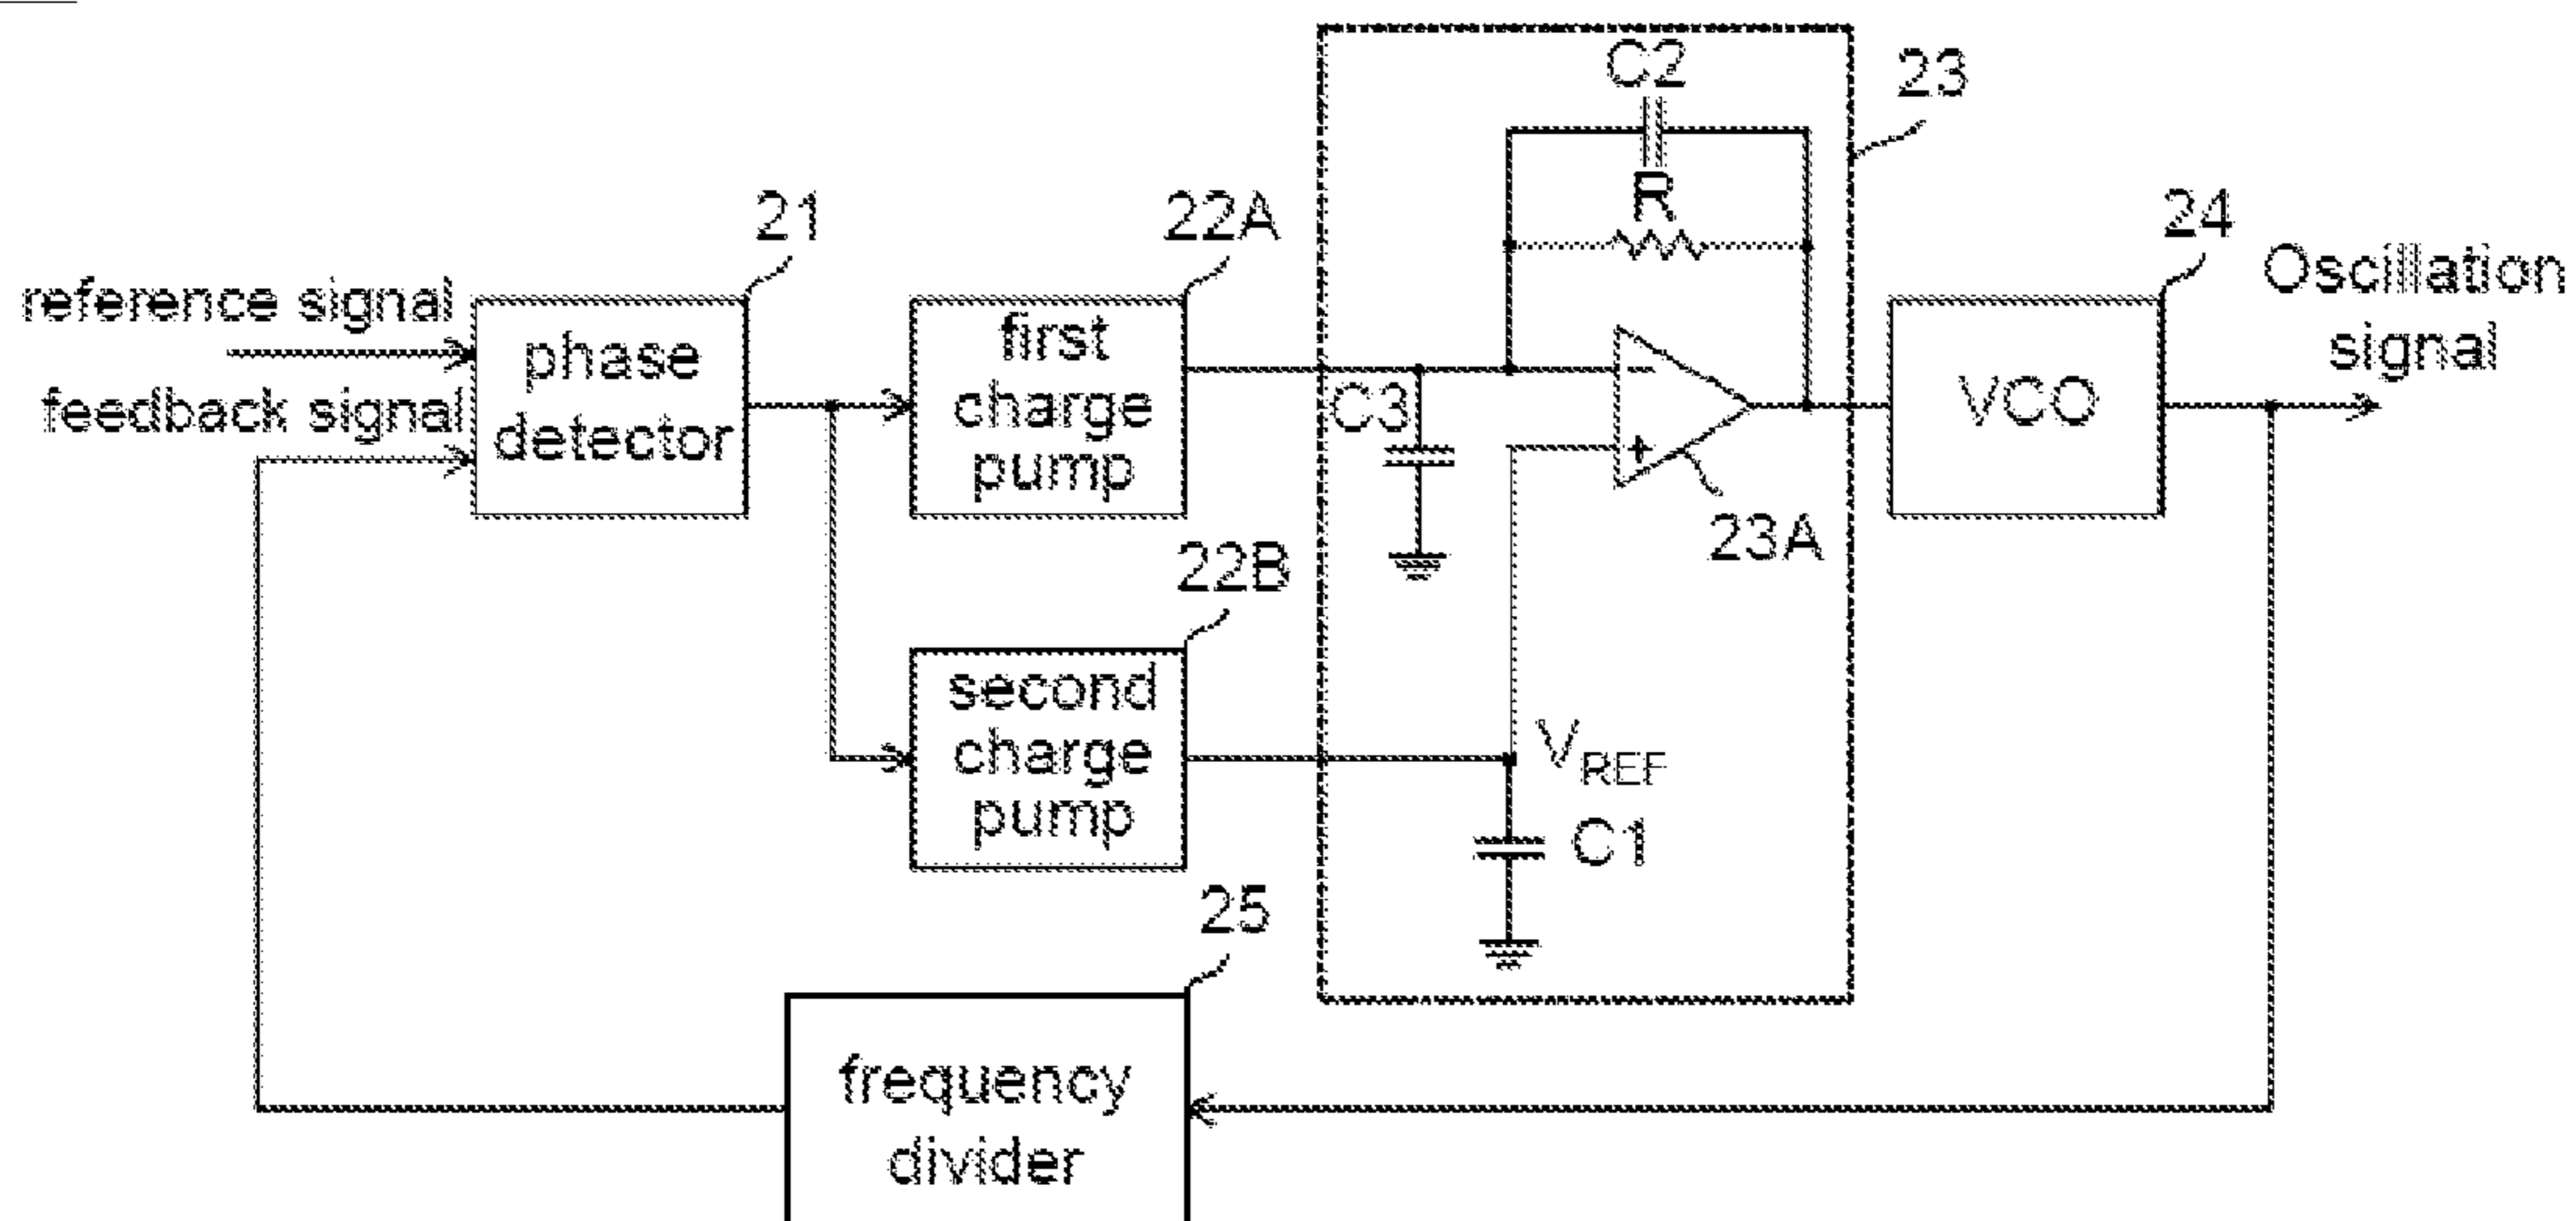 C2
23
R
21
22A
24
reference signal
feedback signal
phase
detector
first
charge
pump
C3
−
+
23A
VCO
Oscillation
signal
22B
second
charge
pump
VREF
C1
25
frequency
divider